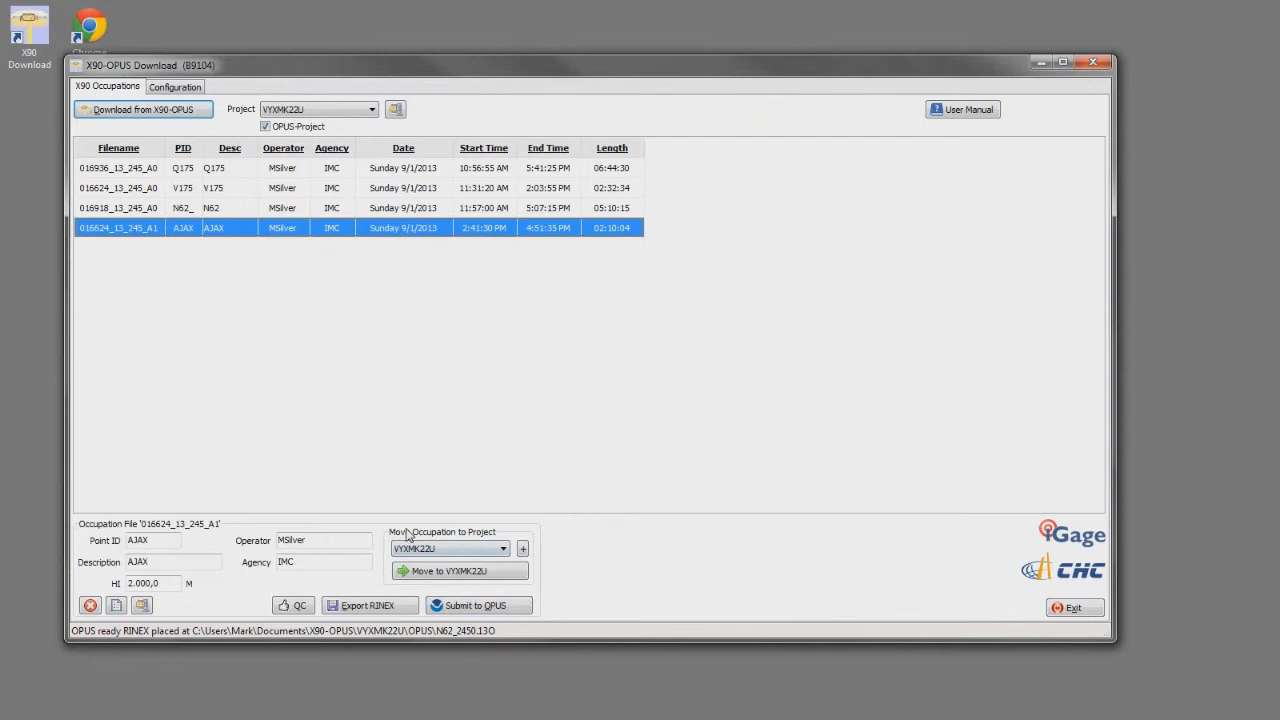 X90
Download
Chrome
X90-OPUS Download (B9104)
X90 Occupations Configuration
Download from X90-OPUS Project VYXMK22U User Manual
OPUS-Project
Filename PID Desc Operator Agency Date Start Time End Time Length
016936_13_245_A0 Q175 Q175 MSilver IMC Sunday 9/1/2013 10:56:55 AM 5:41:25 PM 06:44:30
016624_13_245_A0 V175 V175 MSilver IMC Sunday 9/1/2013 11:31:20 AM 2:03:55 PM 02:32:34
016918_13_245_A0 N62_ N62 MSilver IMC Sunday 9/1/2013 11:57:00 AM 5:07:15 PM 05:10:15
016624_13_245_A1 AJAX AJAX MSilver IMC Sunday 9/1/2013 2:41:30 PM 4:51:35 PM 02:10:04
Occupation File '016624_13_245_A1'
Point ID AJAX Operator MSilver
Description AJAX Agency IMC
HI 2.000,0 M
Move Occupation to Project
VYXMK22U +
Move to VYXMK22U
QC Export RINEX Submit to OPUS
iGage
CHC
Exit
OPUS ready RINEX placed at C:\Users\Mark\Documents\X90-OPUS\VYXMK22U\OPUS\N62_2450.13O